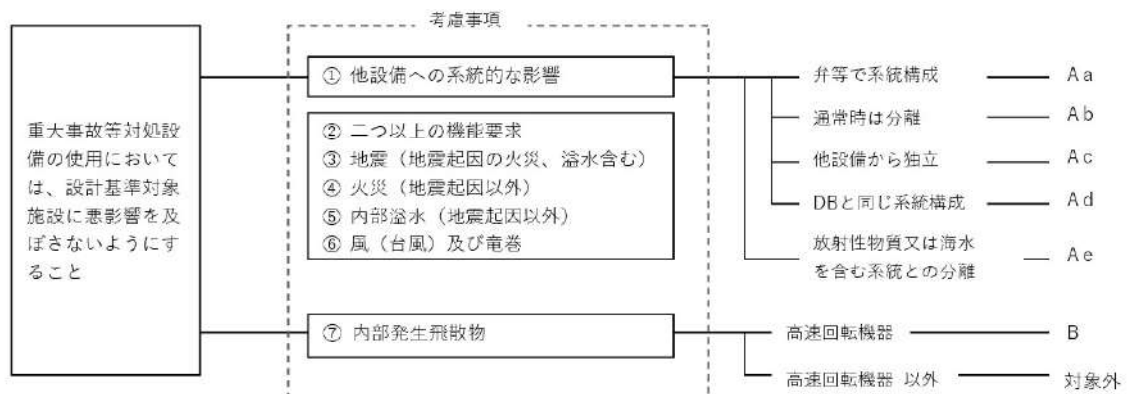 考慮事項
重大事故等対処設
備の使用において
は、設計基準対象
施設に悪影響を及
ぼさないようにす
ること
① 他設備への系統的な影響
② 二つ以上の機能要求
③ 地震（地震起因の火災、溢水含む）
④ 火災（地震起因以外）
⑤ 内部溢水（地震起因以外）
⑥ 風（台風）及び竜巻
⑦ 内部発生飛散物
弁等で系統構成 Aa
通常時は分離 Ab
他設備から独立 Ac
DBと同じ系統構成 Ad
放射性物質又は海水
を含む系統との分離 Ae
高速回転機器 B
高速回転機器 以外 対象外